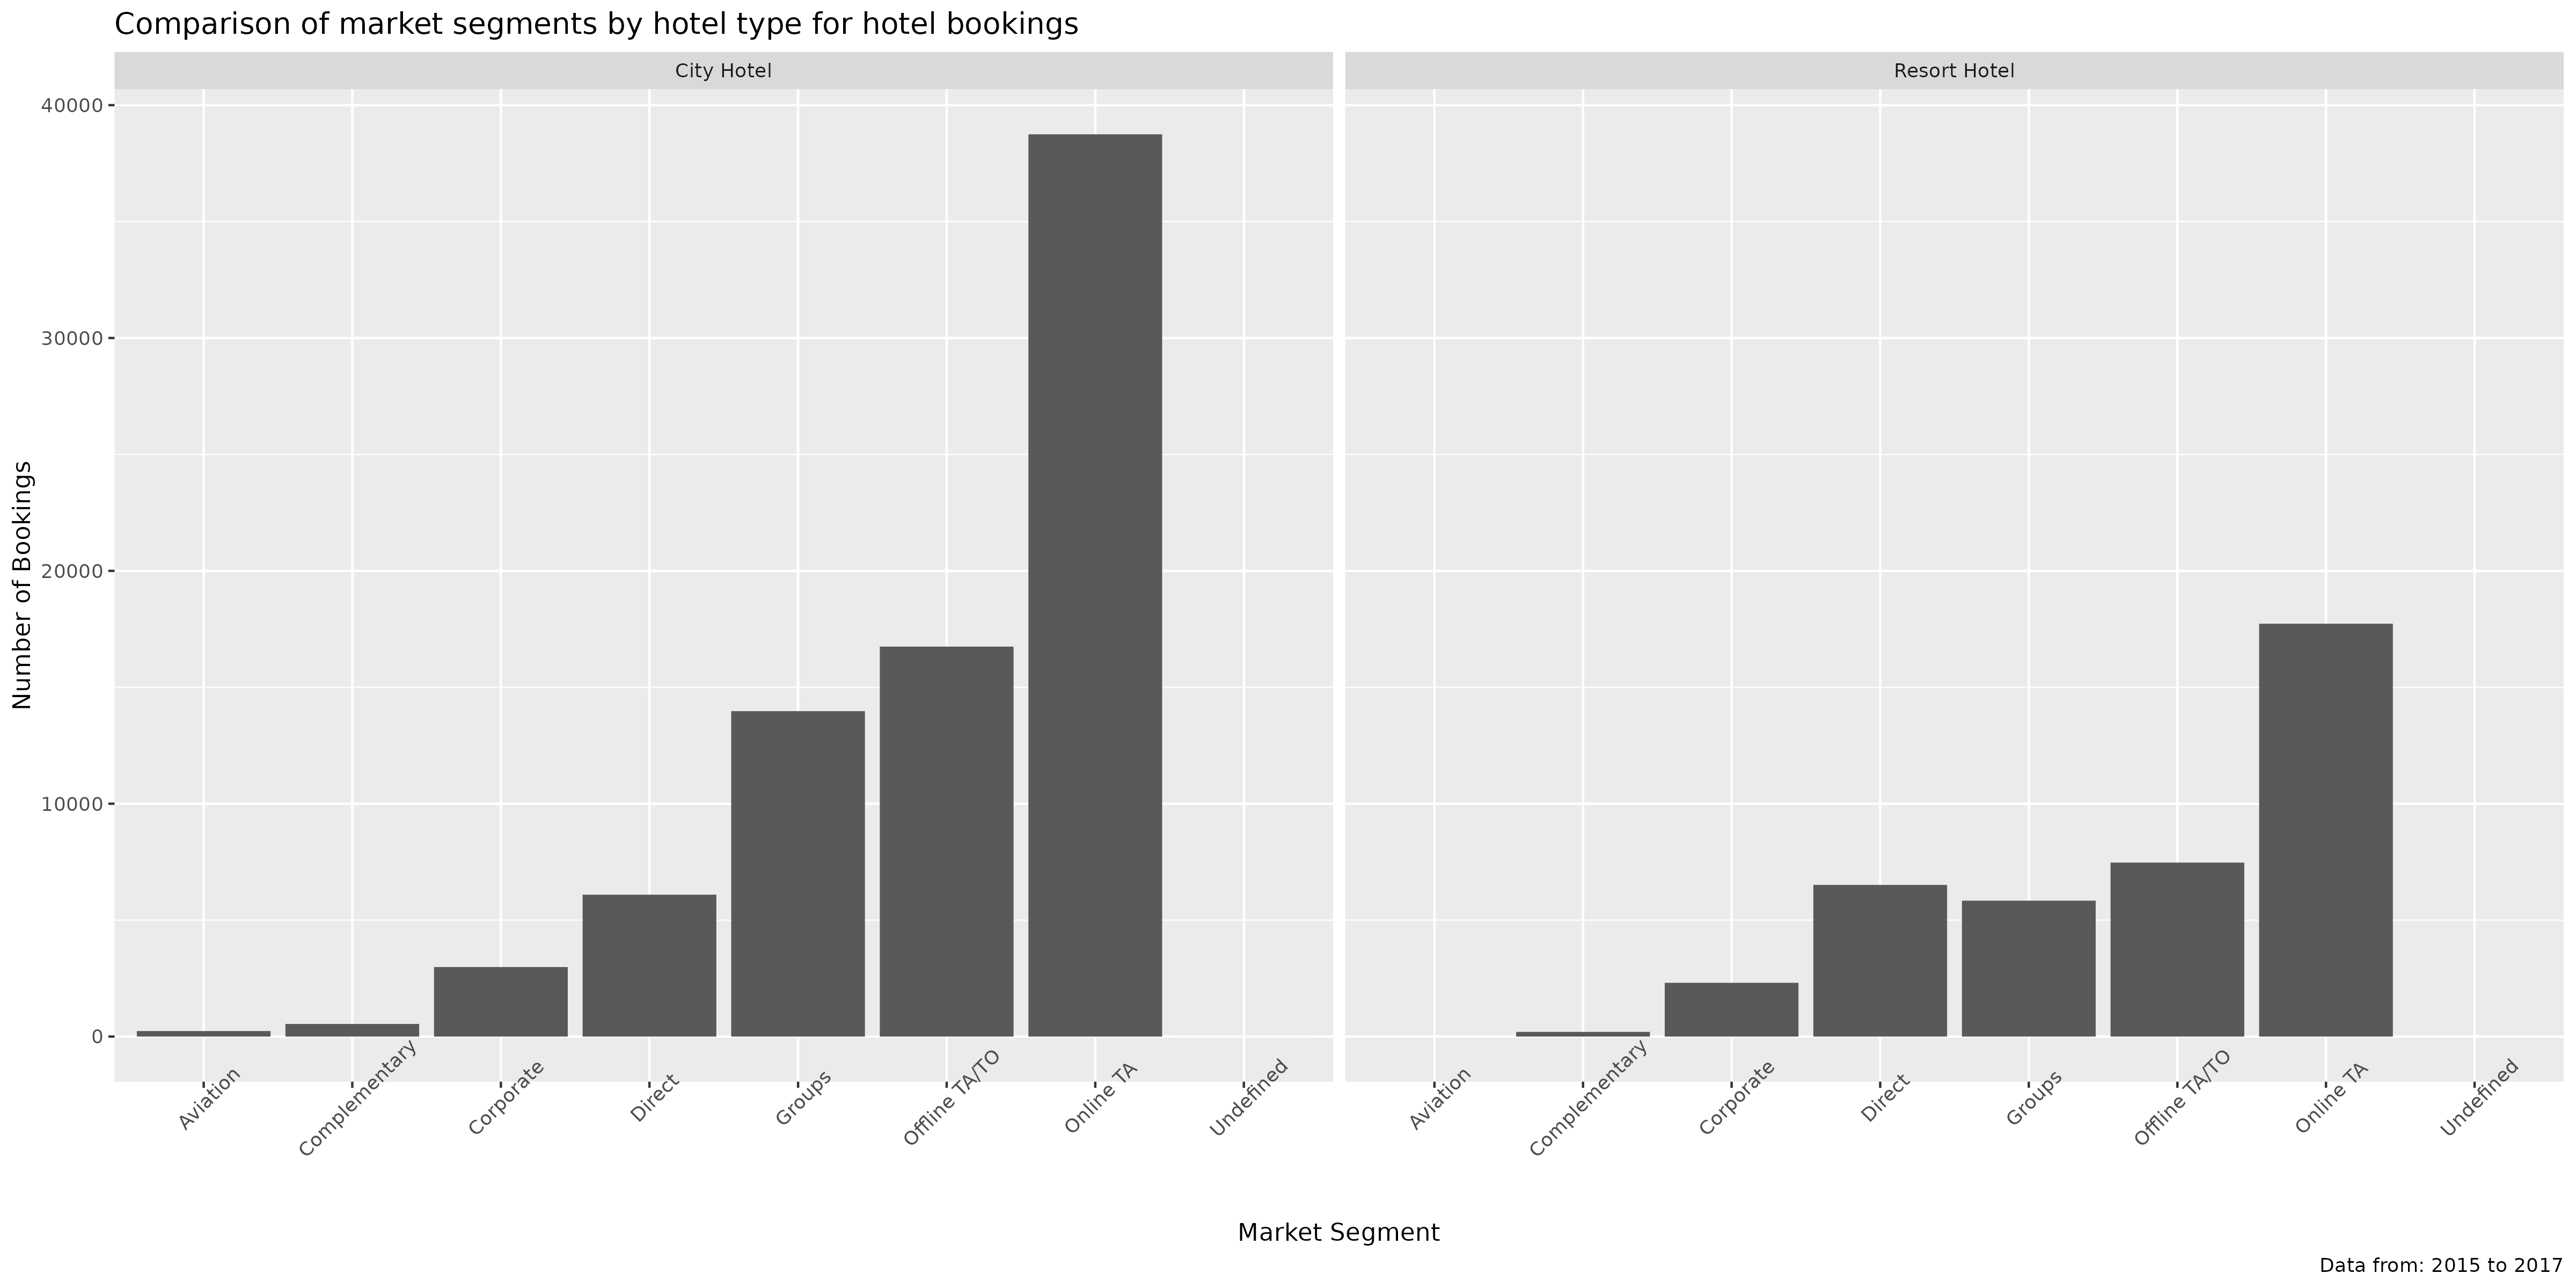 Comparison of market segments by hotel type for hotel bookings
City Hotel
Resort Hotel
Number of Bookings
40000
30000
20000
10000
0
Aviation
Complementary
Corporate
Direct
Groups
Offline TA/TO
Online TA
Undefined
Aviation
Complementary
Corporate
Direct
Groups
Offline TA/TO
Online TA
Undefined
Market Segment
Data from: 2015 to 2017